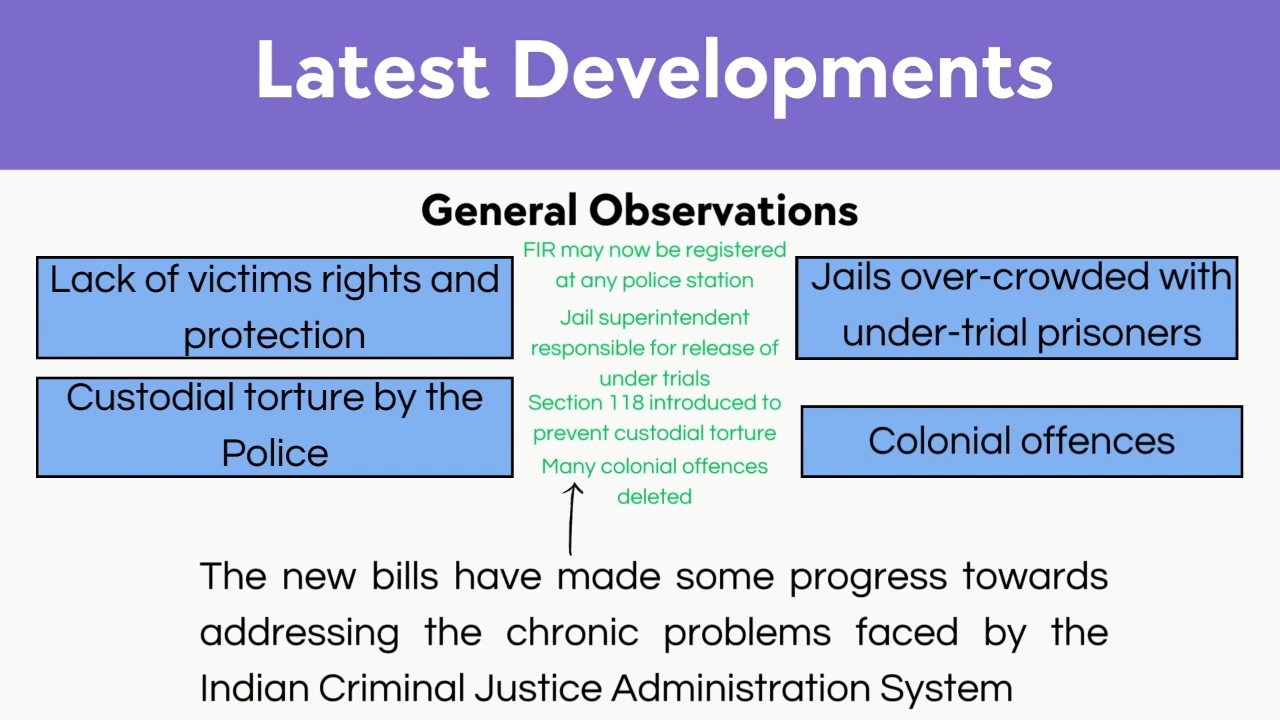 Latest Developments
General Observations
Lack of victims rights and
protection
Custodial torture by the
Police
FIR may now be registered
at any police station
Jail superintendent
responsible for release of
under trials
Section 118 introduced to
prevent custodial torture
Many colonial offences
deleted
Jails over-crowded with
under-trial prisoners
Colonial offences
The new bills have made some progress towards
addressing the chronic problems faced by the
Indian Criminal Justice Administration System